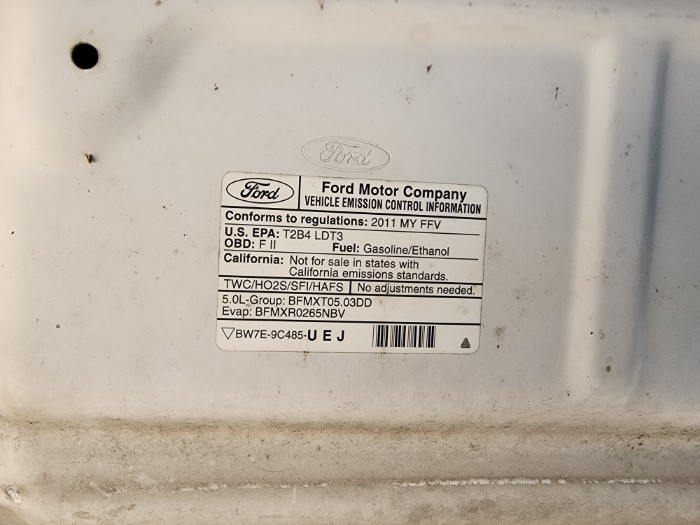 Ford
Ford
Ford Motor Company
VEHICLE EMISSION CONTROL INFORMATION
Conforms to regulations: 2011 MY FFV
U.S. EPA: T2B4 LDT3
OBD: F II Fuel: Gasoline/Ethanol
California: Not for sale in states with
California emissions standards.
TWC/HO2S/SFI/HAFS No adjustments needed.
5.0L-Group: BFMXT05.03DD
Evap: BFMXR0265NBV
BW7E-9C485-UEJ